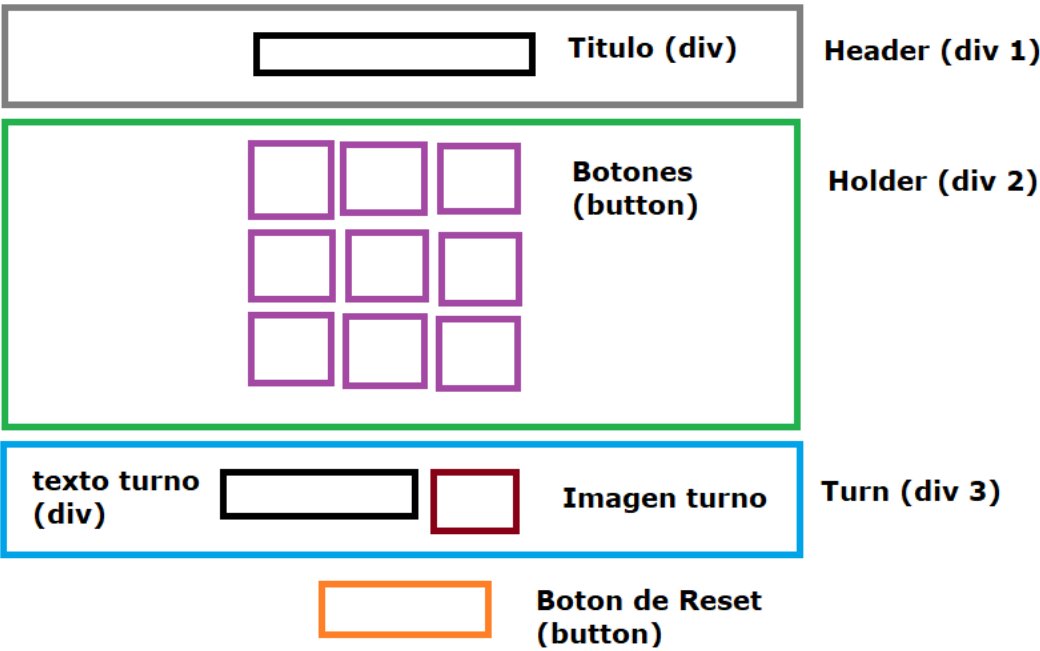 Titulo (div)
Header (div 1)
Botones
(button)
Holder (div 2)
texto turno
(div)
Imagen turno
Turn (div 3)
Boton de Reset
(button)